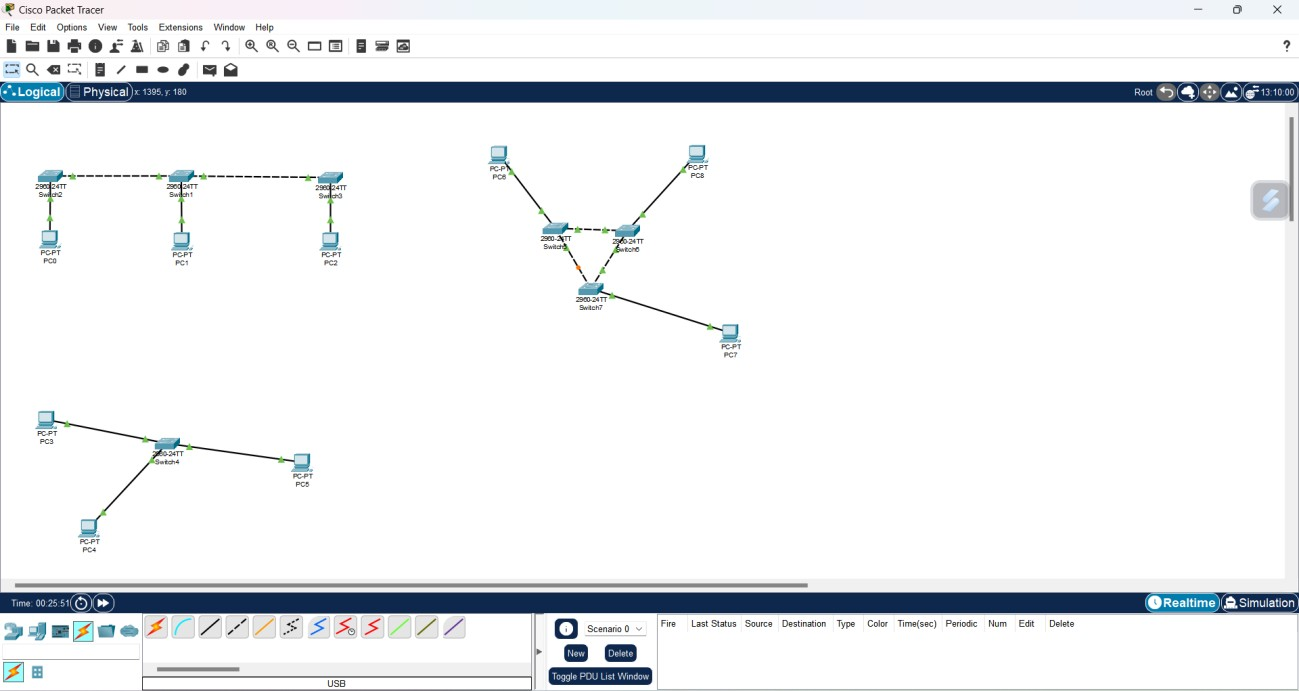 Cisco Packet Tracer
File Edit Options View Tools Extensions Window Help
?
Logical Physical x: 1395, y: 180 Root 13:10:00
2960-24TT
Switch2
2960-24TT
Switch1
2960-24TT
Switch3
PC-PT
PC0
PC-PT
PC1
PC-PT
PC2
PC-PT
PC6
PC-PT
PC8
2960-24TT
2960-24TT
Switch6
2960-24TT
Switch7
PC-PT
PC7
PC-PT
PC3
2960-24TT
Switch4
PC-PT
PC5
PC-PT
PC4
Time: 00:25:51 Realtime Simulation
Scenario 0
New Delete
Toggle PDU List Window
Fire Last Status Source Destination Type Color Time(sec) Periodic Num Edit Delete
USB